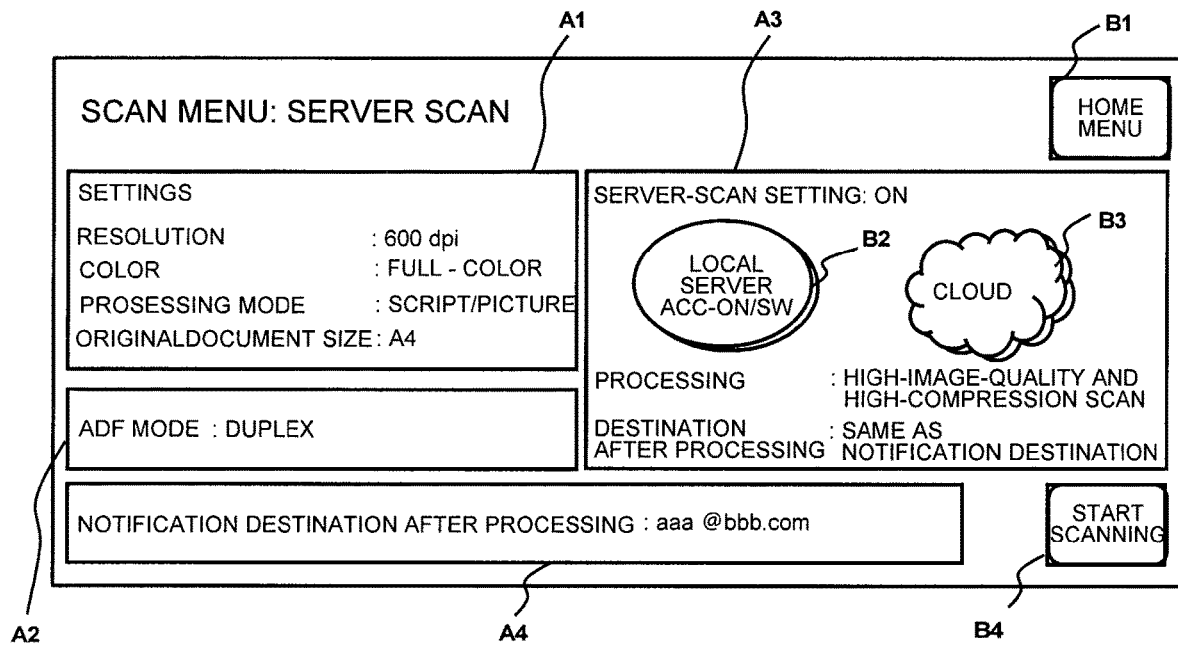 A1
A3
B1
SCAN MENU: SERVER SCAN
HOME
MENU
SETTINGS
RESOLUTION : 600 dpi
COLOR : FULL - COLOR
PROSESSING MODE : SCRIPT/PICTURE
ORIGINALDOCUMENT SIZE: A4
SERVER-SCAN SETTING: ON
B2
B3
LOCAL
SERVER
ACC-ON/SW
CLOUD
PROCESSING : HIGH-IMAGE-QUALITY AND
HIGH-COMPRESSION SCAN
DESTINATION : SAME AS
AFTER PROCESSING NOTIFICATION DESTINATION
ADF MODE : DUPLEX
NOTIFICATION DESTINATION AFTER PROCESSING : aaa @bbb.com
START
SCANNING
A2
A4
B4